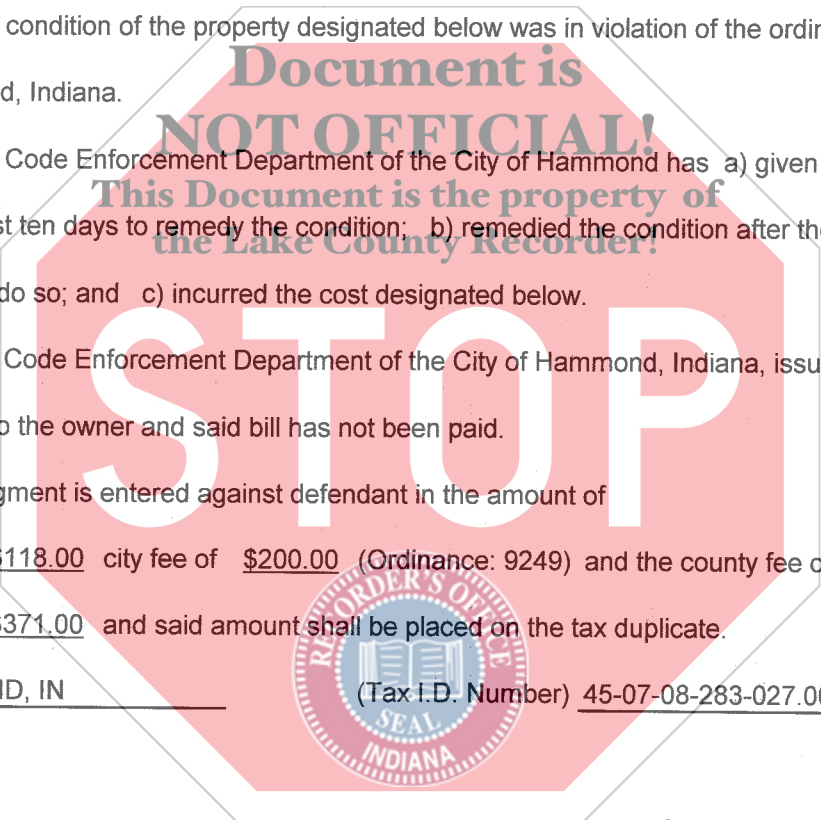 condition of the property designated below was in violation of the
Document is
d, Indiana.
NOT OFFICIAL!
Code Enforcement Department of the City of Hammond has a) given
This Document is the property of
st ten days to remedy the condition; b) remedied the condition after
the Lake County Recorder!
do so; and c) incurred the cost designated below.
STOP
Code Enforcement Department of the City of Hammond, Indiana, issu
o the owner and said bill has not been paid.
gment is entered against defendant in the amount of
$118.00 city fee of $200.00 (Ordinance: 9249) and the county fee o
$371.00 and said amount shall be placed on the tax duplicate.
RECORDER'S OFFICE
ID, IN (Tax I.D. Number) 45-07-08-283-027.00
SEAL
INDIANA